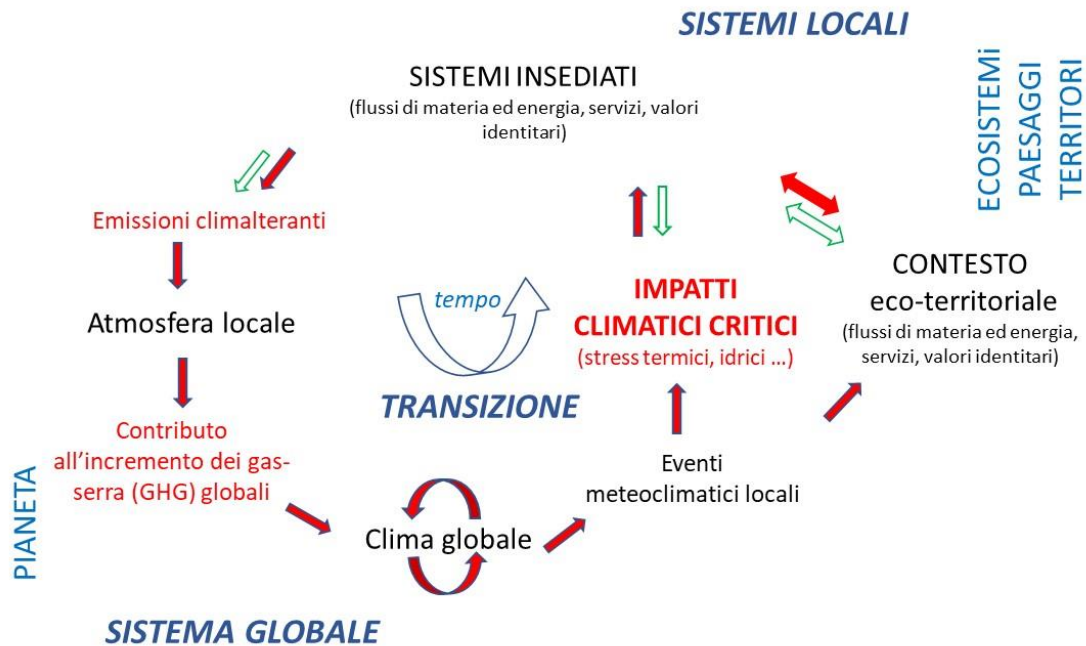 SISTEMI LOCALI
SISTEMI INSEDIATI
(flussi di materia ed energia, servizi, valori
identitari)
ECOSISTEMi
PAESAGGI
TERRITORI
Emissioni climalteranti
Atmosfera locale
Contributo
all'incremento dei gas-
serra (GHG) globali
PIANETA
tempo
TRANSIZIONE
IMPATTI
CLIMATICI CRITICI
(stress termici, idrici ...)
CONTESTO
eco-territoriale
(flussi di materia ed energia,
servizi, valori identitari)
Eventi
meteoclimatici locali
Clima globale
SISTEMA GLOBALE